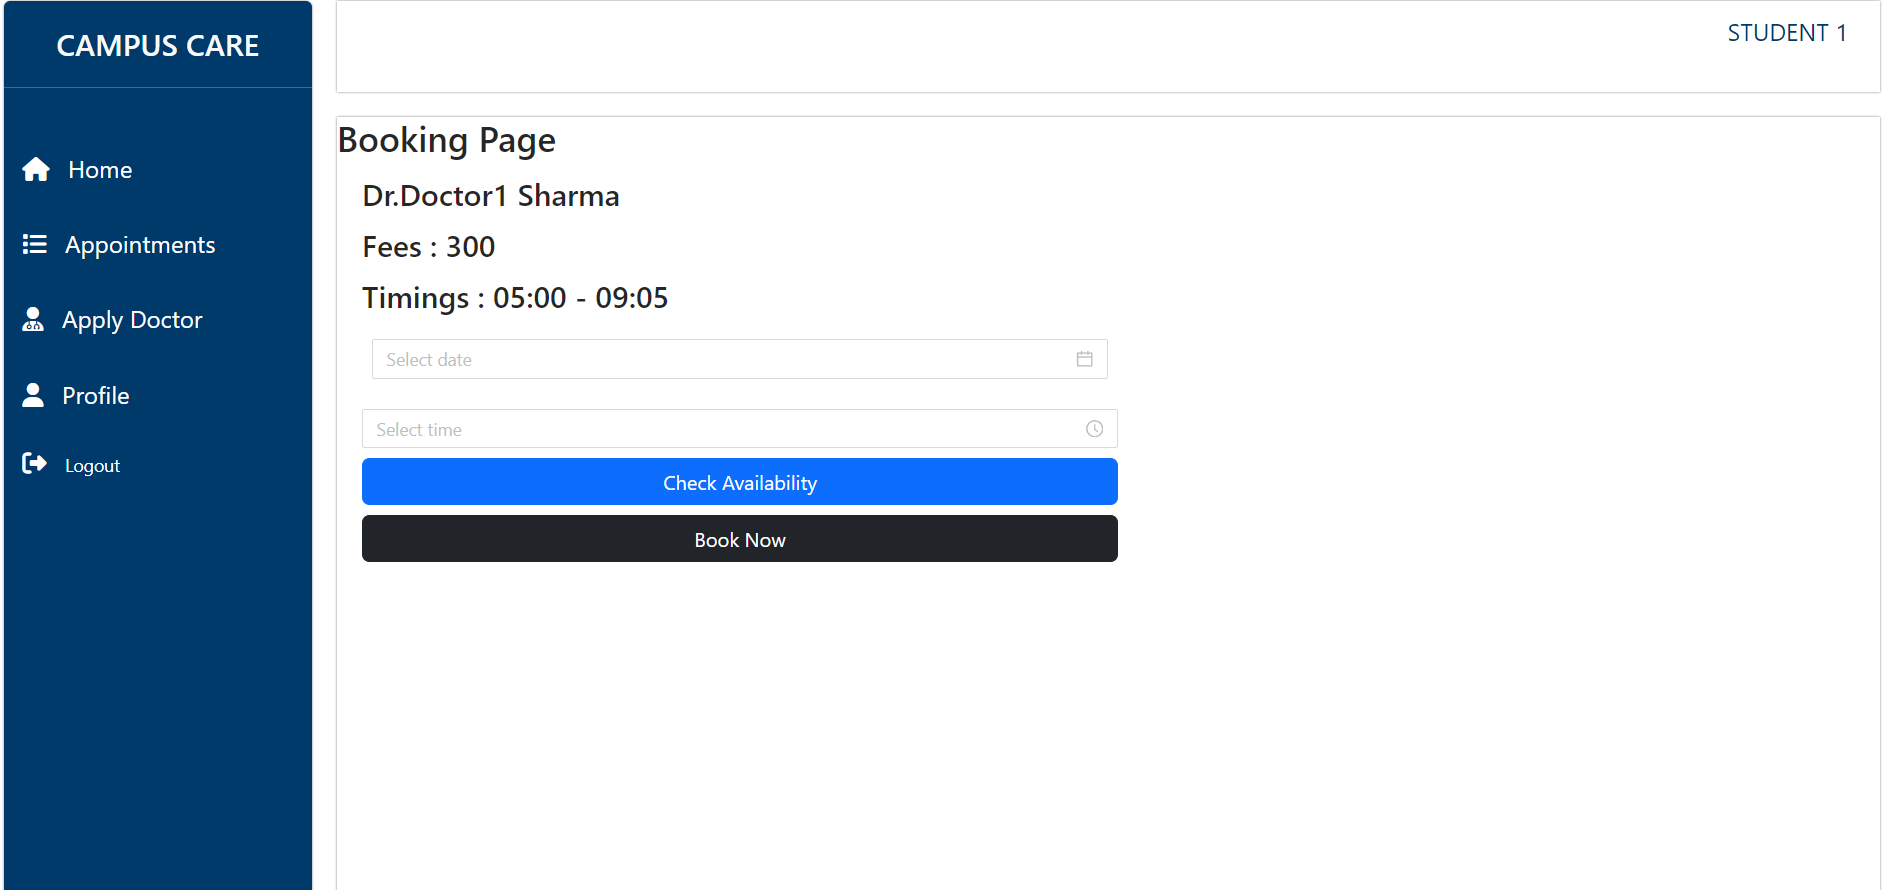 CAMPUS CARE
Home
Appointments
Apply Doctor
Profile
Logout
STUDENT 1
Booking Page
Dr.Doctor1 Sharma
Fees : 300
Timings : 05:00 - 09:05
Select date
Select time
Check Availability
Book Now